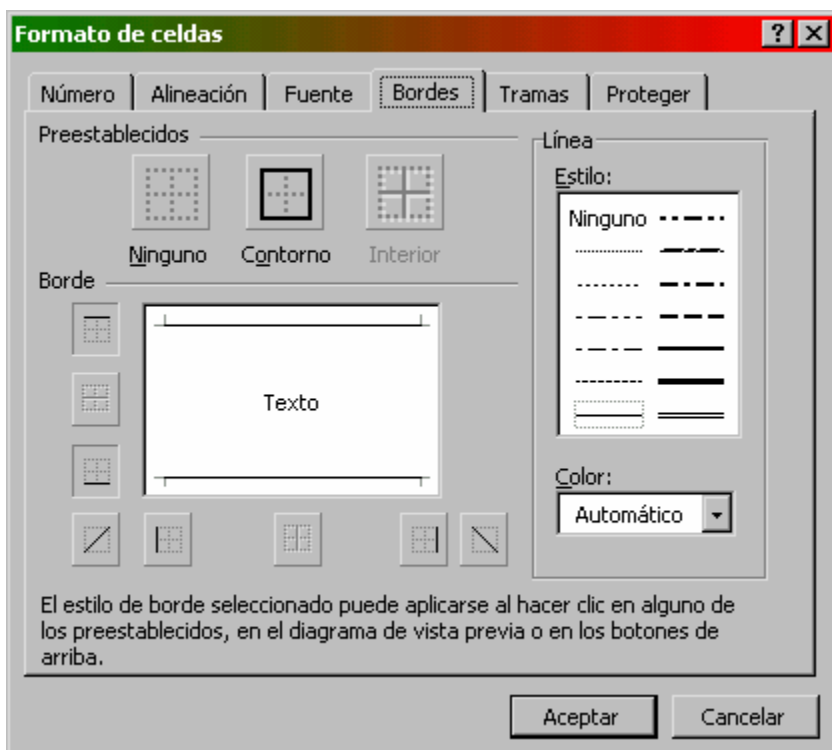 Formato de celdas
Número Alineación Fuente Bordes Tramas Proteger
Preestablecidos
Ninguno Contorno Interior
Borde
Texto
Línea
Estilo:
Ninguno
Color:
Automático
El estilo de borde seleccionado puede aplicarse al hacer clic en alguno de
los preestablecidos, en el diagrama de vista previa o en los botones de
arriba.
Aceptar Cancelar